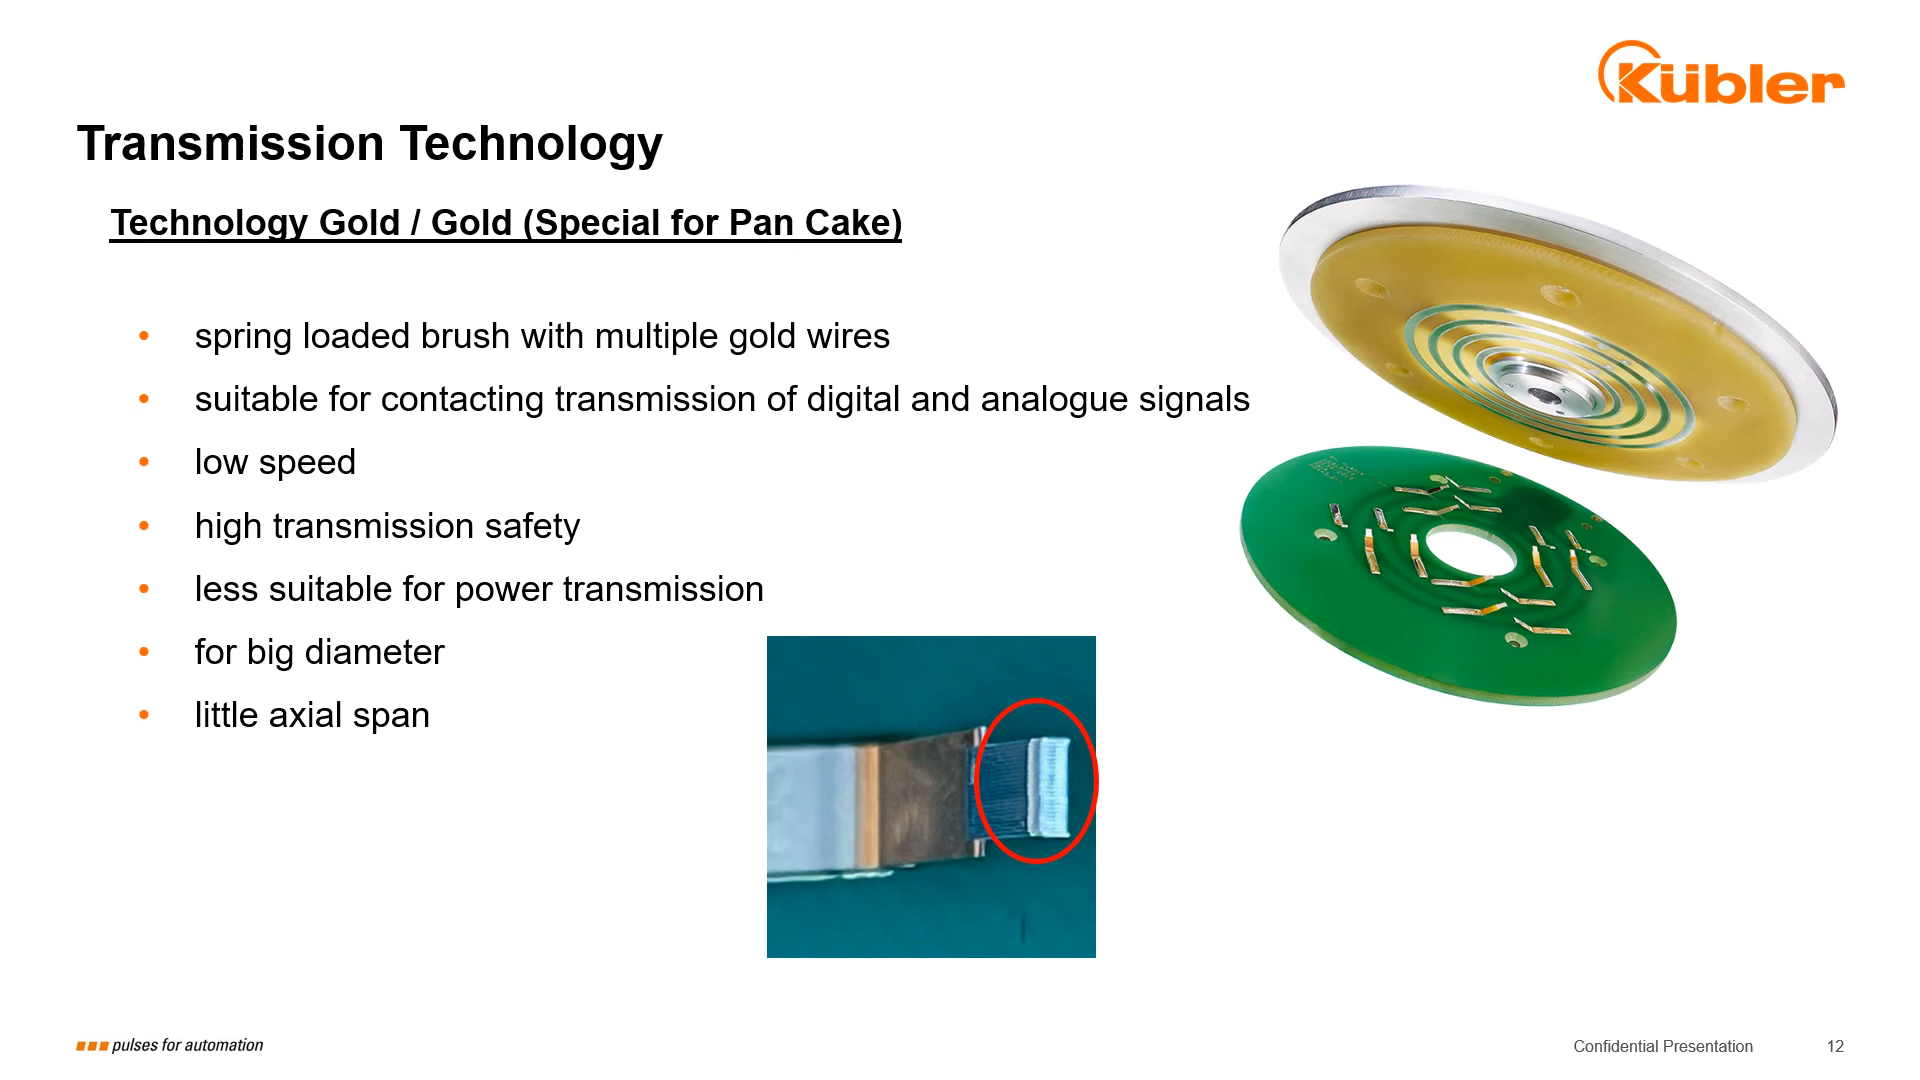 Kübler
Transmission Technology
Technology Gold / Gold (Special for Pan Cake)
• spring loaded brush with multiple gold wires
• suitable for contacting transmission of digital and analogue signals
• low speed
• high transmission safety
• less suitable for power transmission
• for big diameter
• little axial span
pulses for automation
Confidential Presentation 12